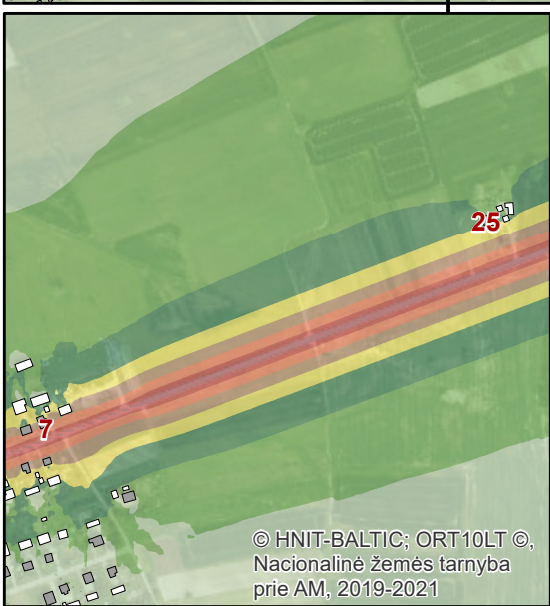 25
7
© HNIT-BALTIC; ORT10LT ©,
Nacionalinė žemės tarnyba
prie AM, 2019-2021